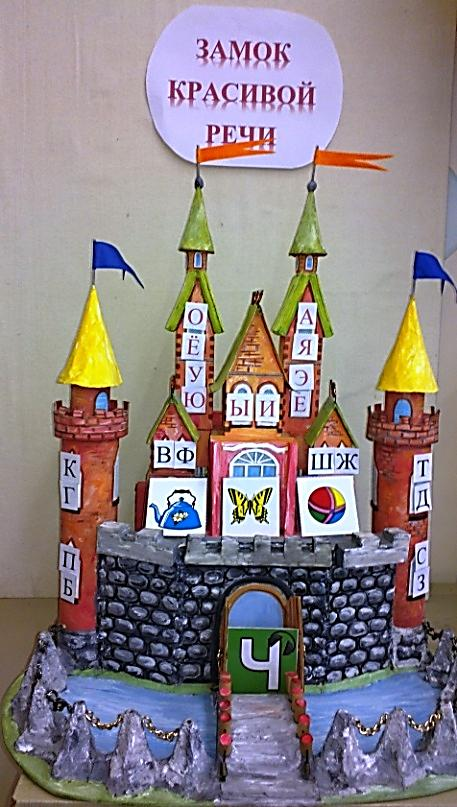 ЗАМОК
КРАСИВОЙ
РЕЧИ
О
Ё
У
Ю
А
Я
Э
Е
Ы И
В Ф
Ш Ж
К
Г
Т
Д
П
Б
С
З
Ч